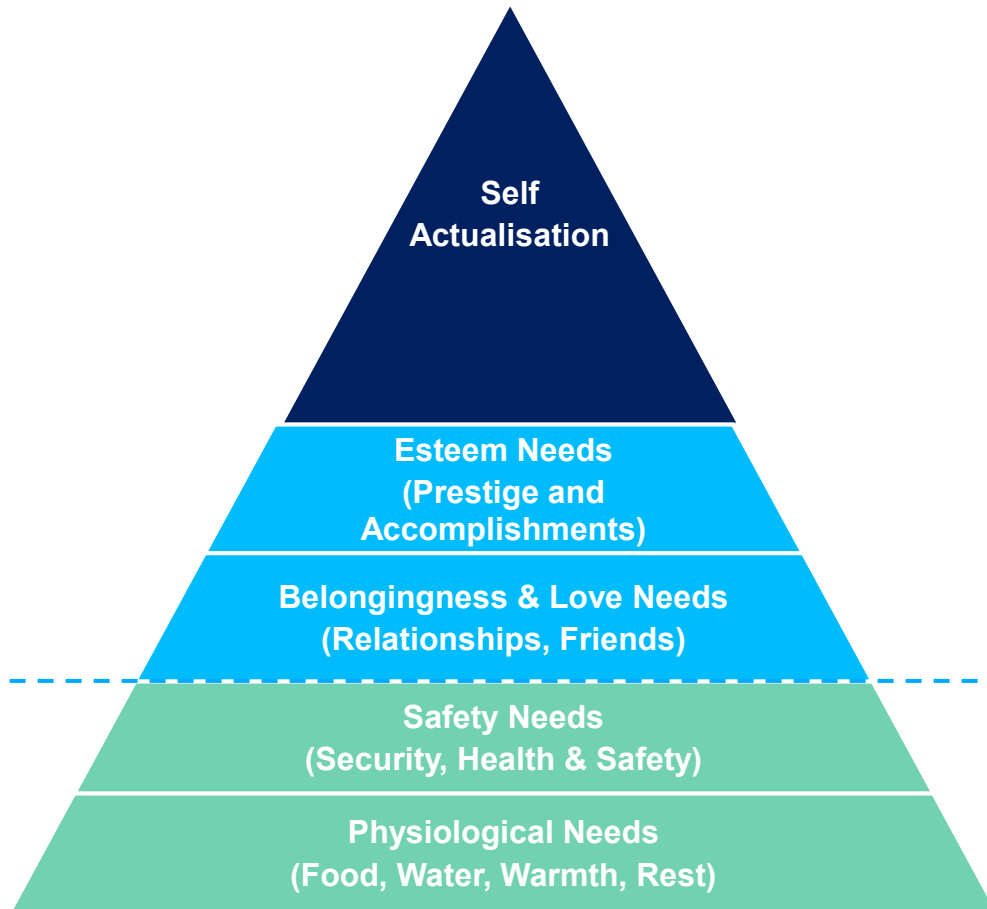 Self
Actualisation
Esteem Needs
(Prestige and
Accomplishments)
Belongingness & Love Needs
(Relationships, Friends)
Safety Needs
(Security, Health & Safety)
Physiological Needs
(Food, Water, Warmth, Rest)